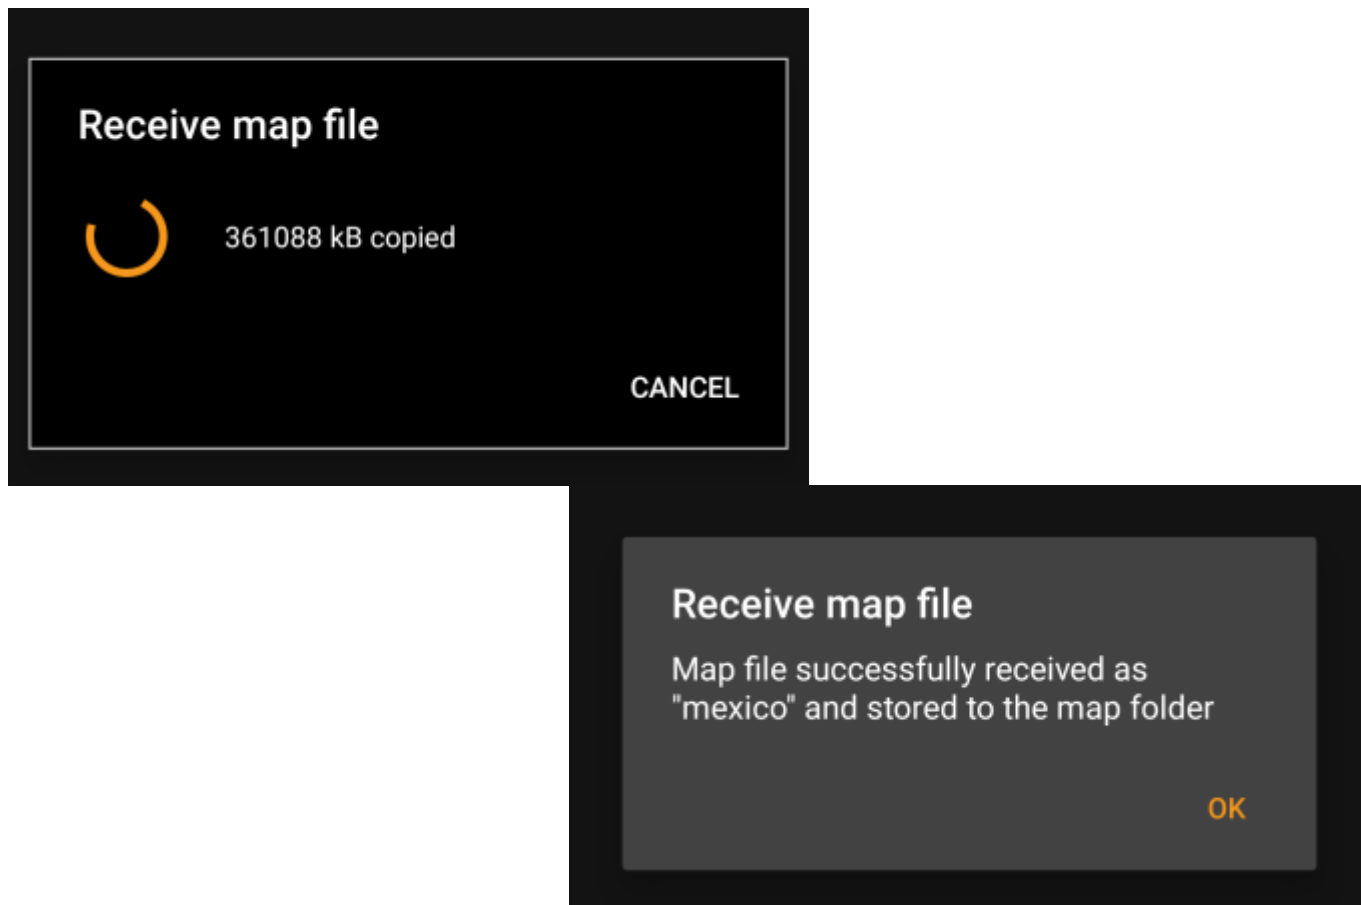 Receive map file
361088 kB copied
CANCEL
Receive map file
Map file successfully received as
"mexico" and stored to the map folder
OK